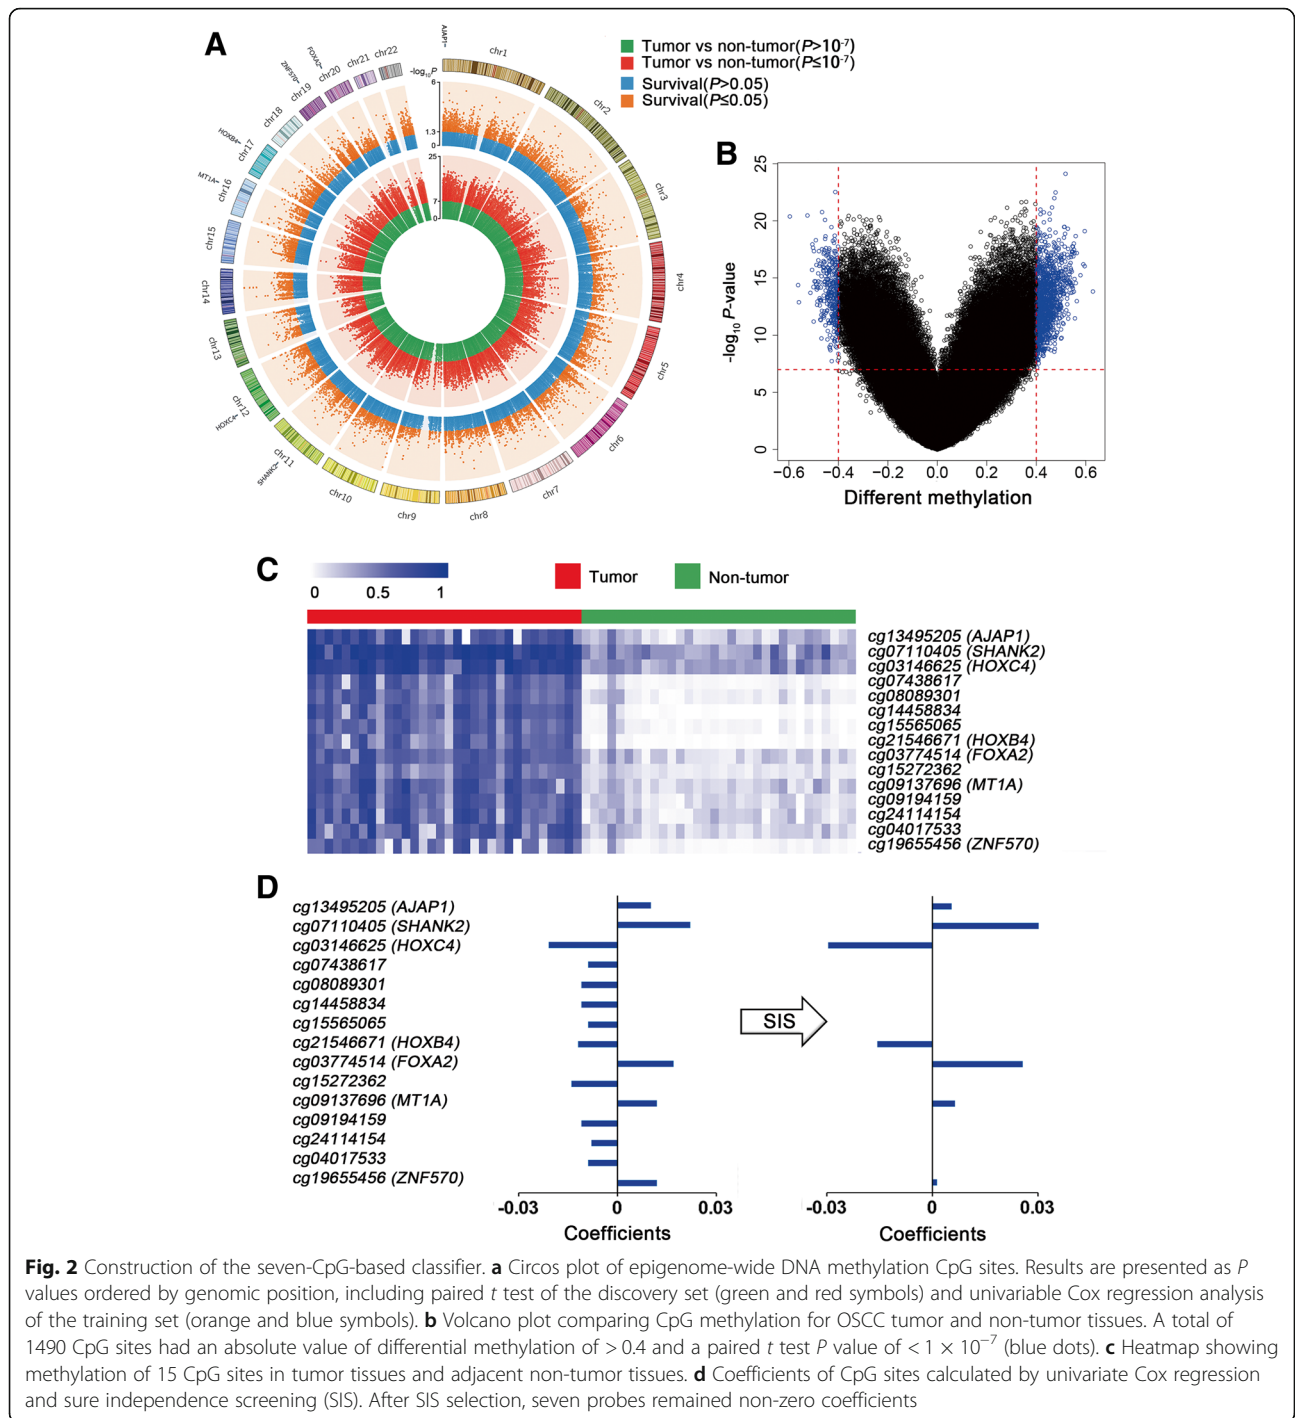 A
Tumor vs non-tumor(P>10-7)
Tumor vs non-tumor(P≤10-7)
Survival(P>0.05)
Survival(P≤0.05)
-log10P
6
1.3
0
25
7
0
AJAP1
chr1
chr2
chr3
chr4
chr5
chr6
chr7
chr8
chr9
chr10
chr11
SHANK2
chr12
HOXC4
chr13
chr14
chr15
chr16
MT1A
chr17
HOXB4
chr18
chr19
ZNF570
chr20
FOXA2
chr21
chr22
B
-log10 P-value
25
20
15
10
5
0
−0.6 −0.4 −0.2 0.0 0.2 0.4 0.6
Different methylation
C
0 0.5 1
Tumor
Non-tumor
cg13495205 (AJAP1)
cg07110405 (SHANK2)
cg03146625 (HOXC4)
cg07438617
cg08089301
cg14458834
cg15565065
cg21546671 (HOXB4)
cg03774514 (FOXA2)
cg15272362
cg09137696 (MT1A)
cg09194159
cg24114154
cg04017533
cg19655456 (ZNF570)
D
cg13495205 (AJAP1)
cg07110405 (SHANK2)
cg03146625 (HOXC4)
cg07438617
cg08089301
cg14458834
cg15565065
cg21546671 (HOXB4)
cg03774514 (FOXA2)
cg15272362
cg09137696 (MT1A)
cg09194159
cg24114154
cg04017533
cg19655456 (ZNF570)
SIS
-0.03 0 0.03
Coefficients
-0.03 0 0.03
Coefficients
Fig. 2 Construction of the seven-CpG-based classifier. a Circos plot of epigenome-wide DNA methylation CpG sites. Results are presented as P
values ordered by genomic position, including paired t test of the discovery set (green and red symbols) and univariable Cox regression analysis
of the training set (orange and blue symbols). b Volcano plot comparing CpG methylation for OSCC tumor and non-tumor tissues. A total of
1490 CpG sites had an absolute value of differential methylation of > 0.4 and a paired t test P value of < 1 × 10−7 (blue dots). c Heatmap showing
methylation of 15 CpG sites in tumor tissues and adjacent non-tumor tissues. d Coefficients of CpG sites calculated by univariate Cox regression
and sure independence screening (SIS). After SIS selection, seven probes remained non-zero coefficients